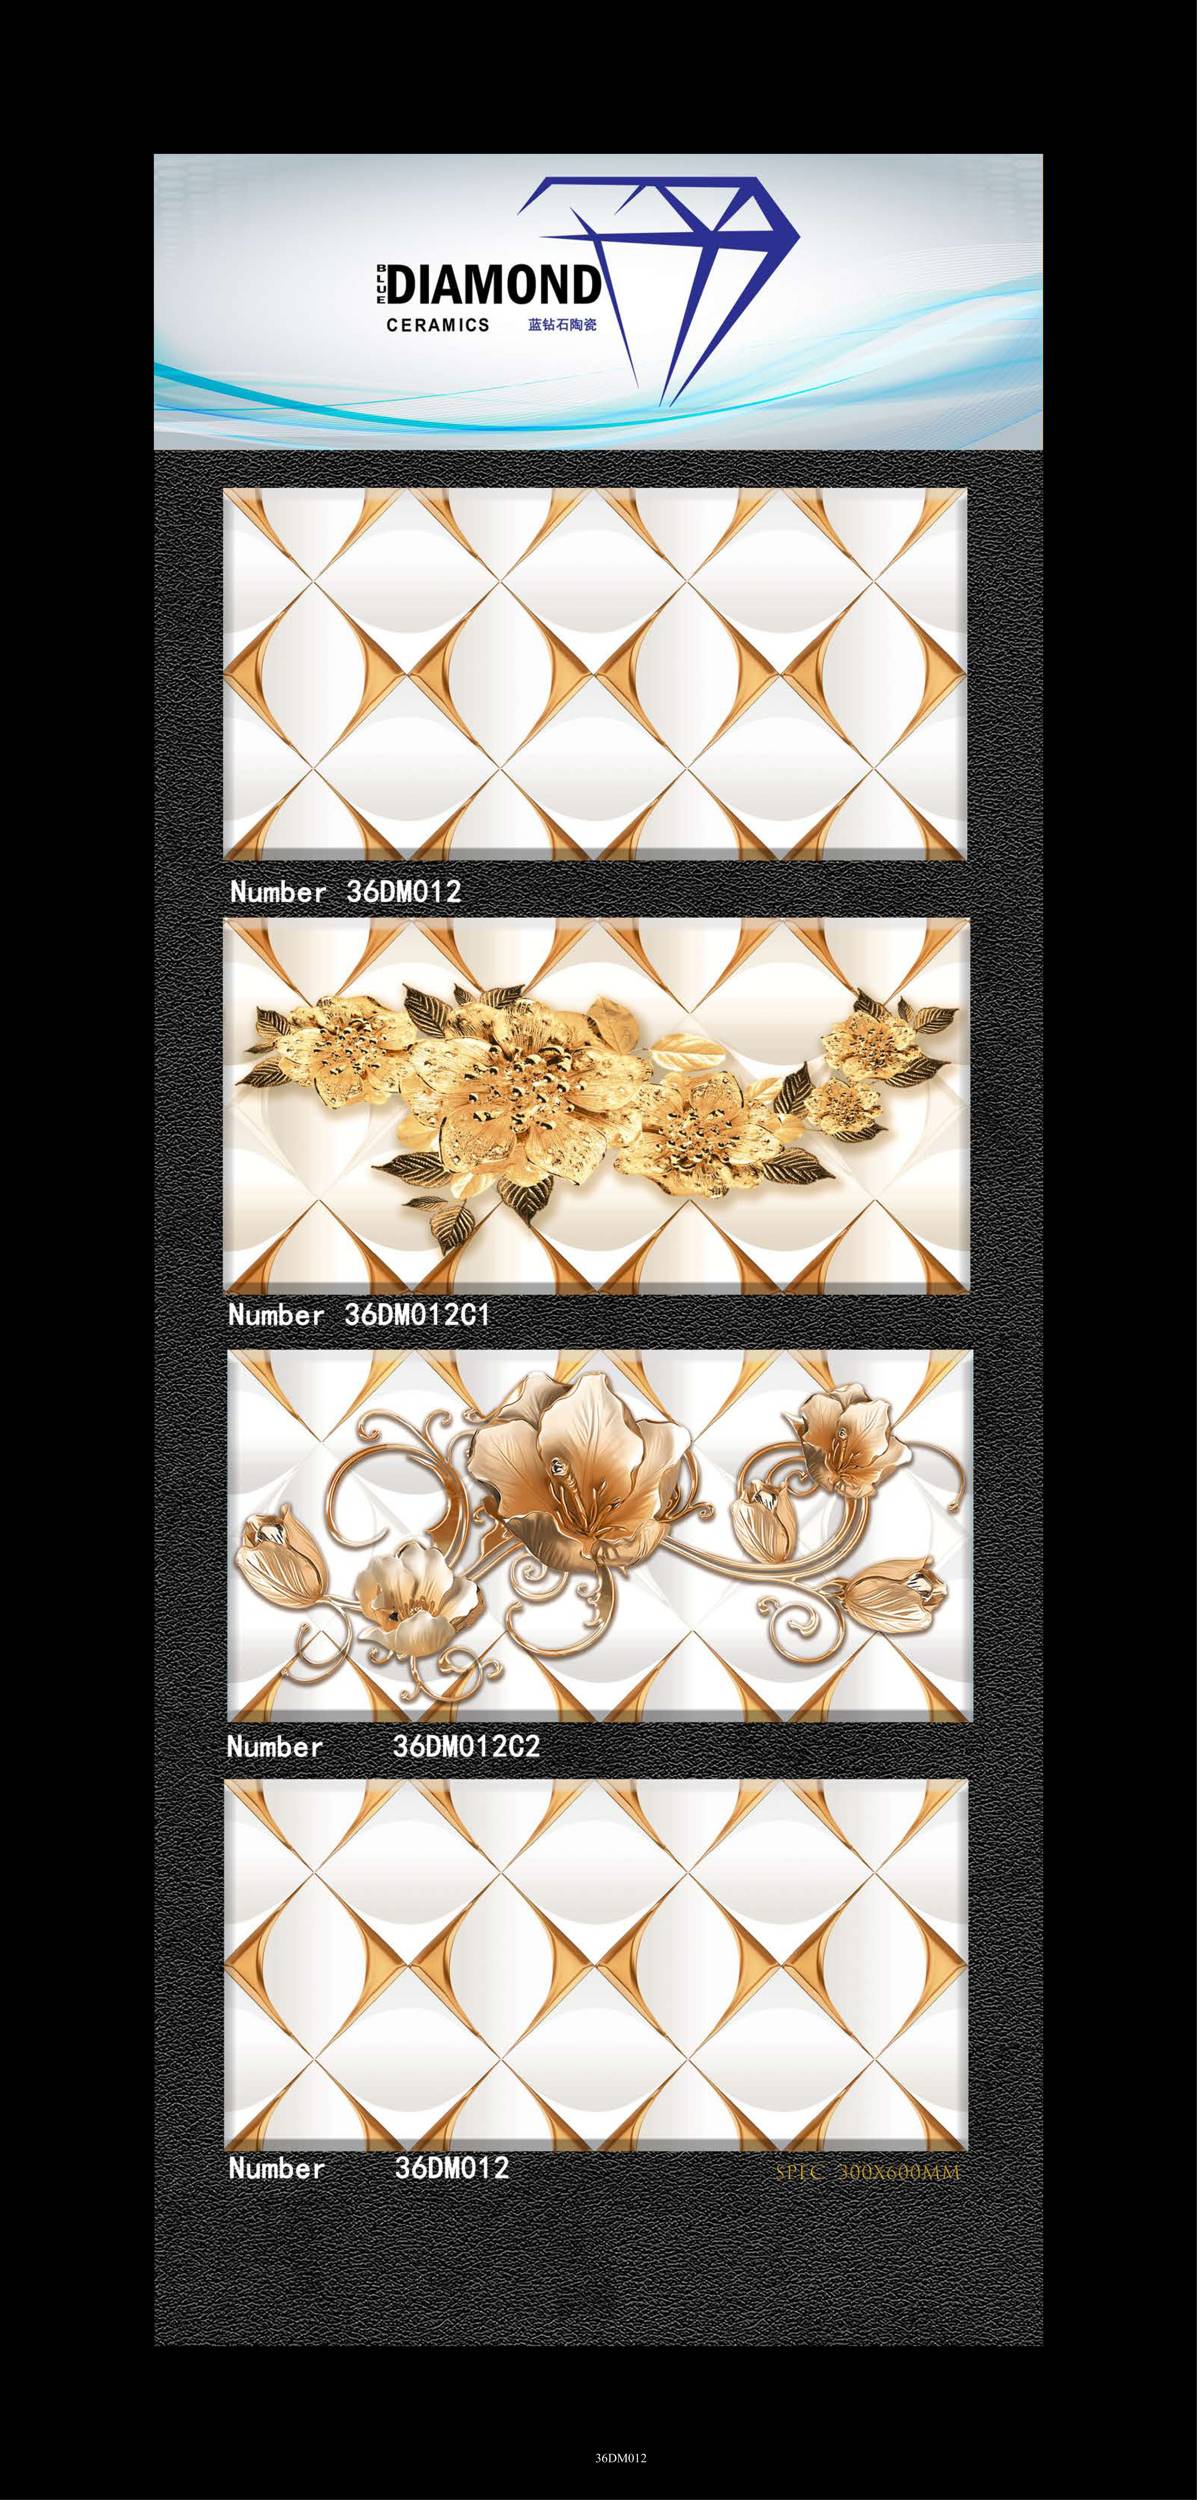 BLUE
DIAMOND
CERAMICS 蓝钻石陶瓷
Number 36DM012
Number 36DM012C1
Number 36DM012C2
Number 36DM012
SPEC 300X600MM
36DM012